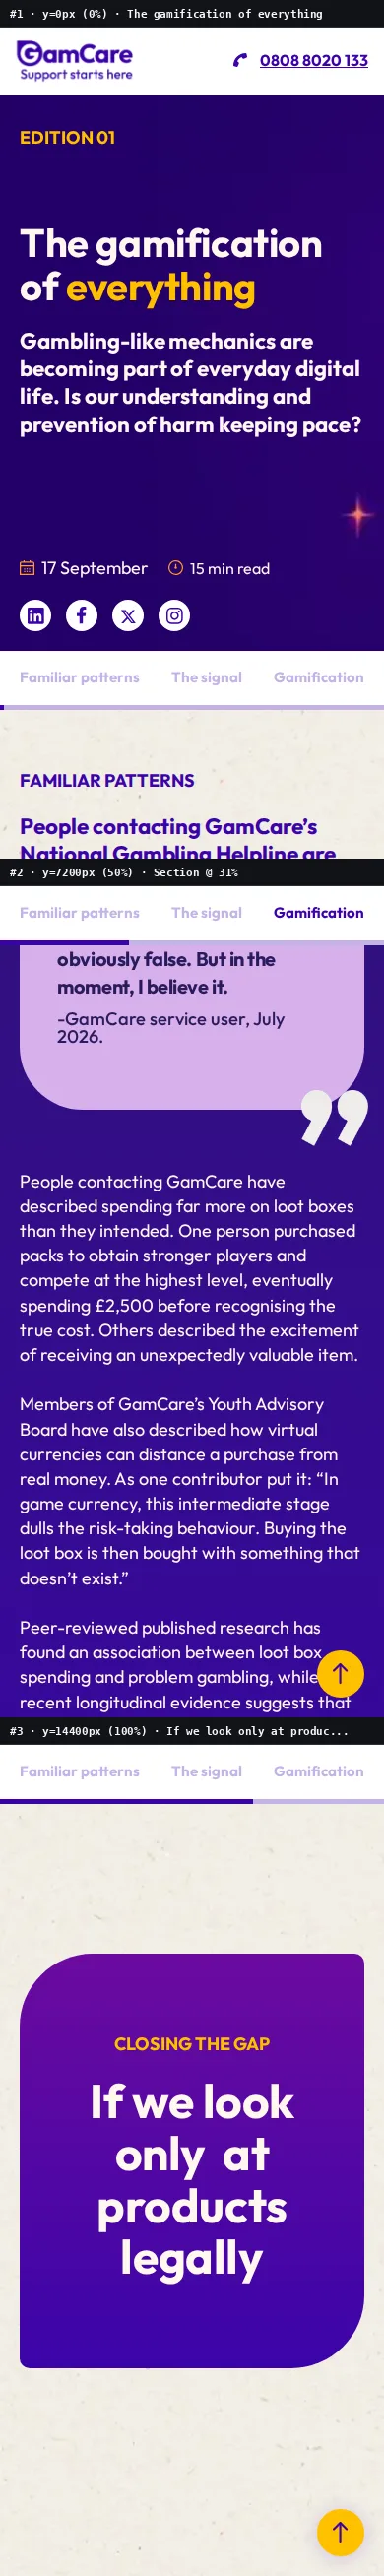 #1 · y=0px (0%) · The gamification of everything
GamCare
Support starts here
0808 8020 133
EDITION 01
The gamification
of everything
Gambling-like mechanics are
becoming part of everyday digital
life. Is our understanding and
prevention of harm keeping pace?
17 September
15 min read
Familiar patterns
The signal
Gamification
FAMILIAR PATTERNS
People contacting GamCare’s
National Gambling Helpline are
#2 · y=7200px (50%) · Section @ 31%
Familiar patterns
The signal
Gamification
obviously false. But in the
moment, I believe it.
-GamCare service user, July
2026.
People contacting GamCare have
described spending far more on loot boxes
than they intended. One person purchased
packs to obtain stronger players and
compete at the highest level, eventually
spending £2,500 before recognising the
true cost. Others described the excitement
of receiving an unexpectedly valuable item.
Members of GamCare’s Youth Advisory
Board have also described how virtual
currencies can distance a purchase from
real money. As one contributor put it: “In
game currency, this intermediate stage
dulls the risk-taking behaviour. Buying the
loot box is then bought with something that
doesn’t exist.”
Peer-reviewed published research has
found an association between loot box
spending and problem gambling, while
recent longitudinal evidence suggests that
#3 · y=14400px (100%) · If we look only at produc...
Familiar patterns
The signal
Gamification
CLOSING THE GAP
If we look
only at
products
legally